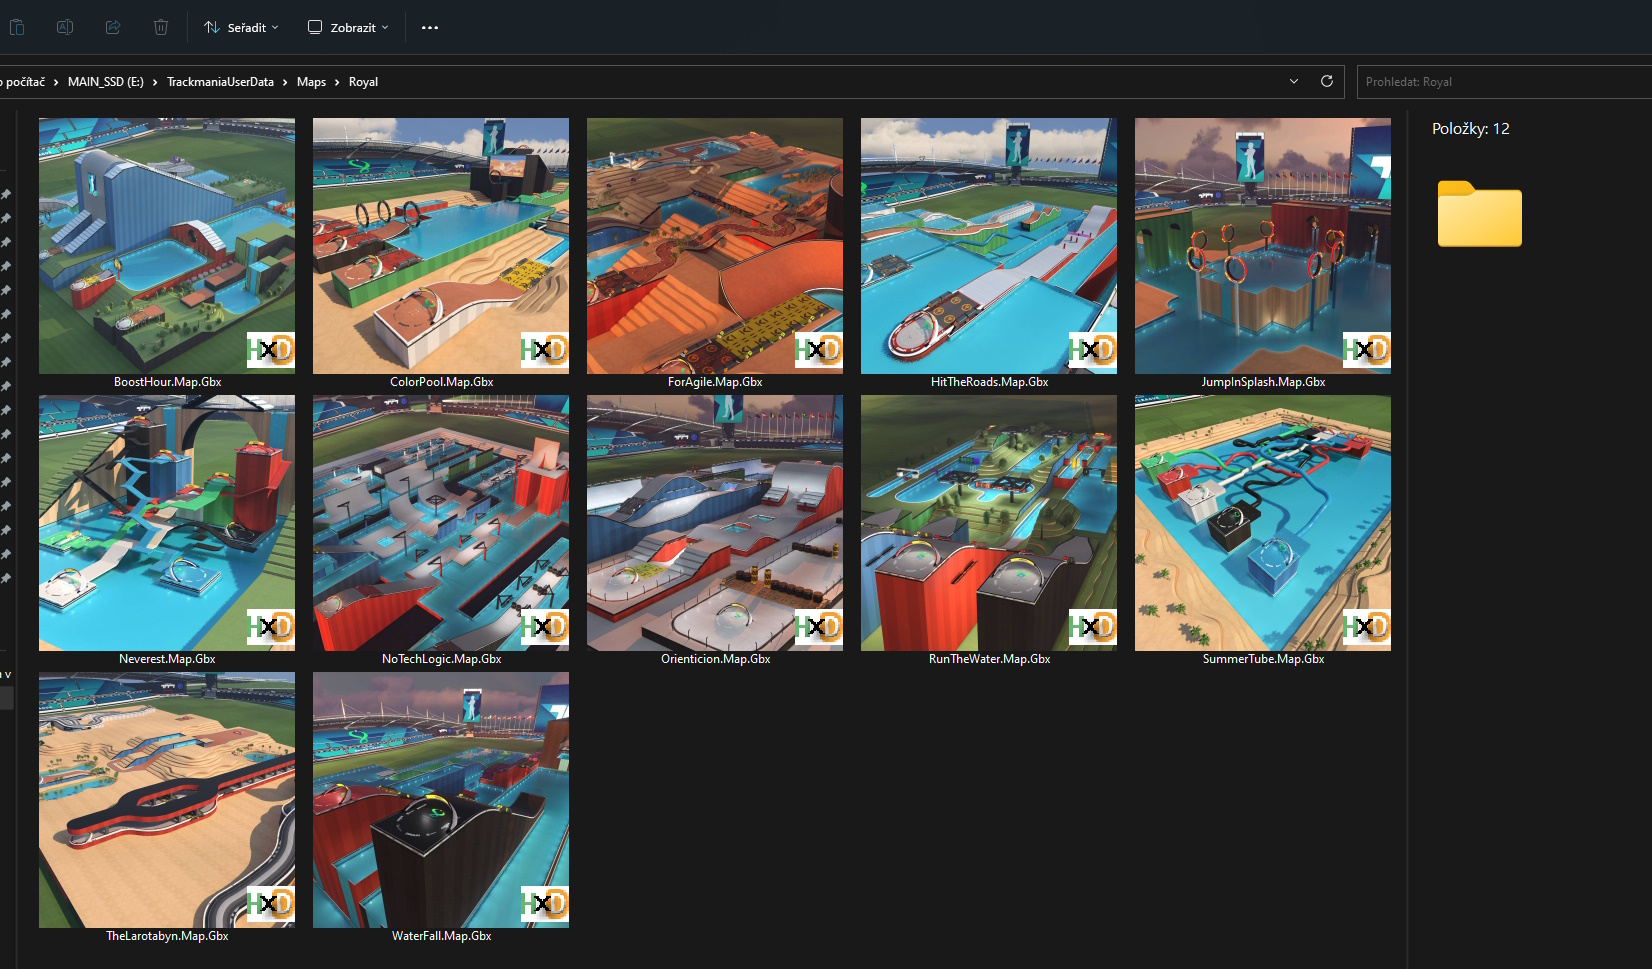 Seřadit
Zobrazit
počítač > MAIN_SSD (E:) > TrackmaniaUserData > Maps > Royal
Prohledat: Royal
Položky: 12
HxD
HxD
HxD
HxD
HxD
BoostHour.Map.Gbx
ColorPool.Map.Gbx
ForAgile.Map.Gbx
HitTheRoads.Map.Gbx
JumpInSplash.Map.Gbx
HxD
HxD
HxD
HxD
HxD
Neverest.Map.Gbx
NoTechLogic.Map.Gbx
Orienticion.Map.Gbx
RunTheWater.Map.Gbx
SummerTube.Map.Gbx
v
HxD
HxD
TheLarotabyn.Map.Gbx
WaterFall.Map.Gbx